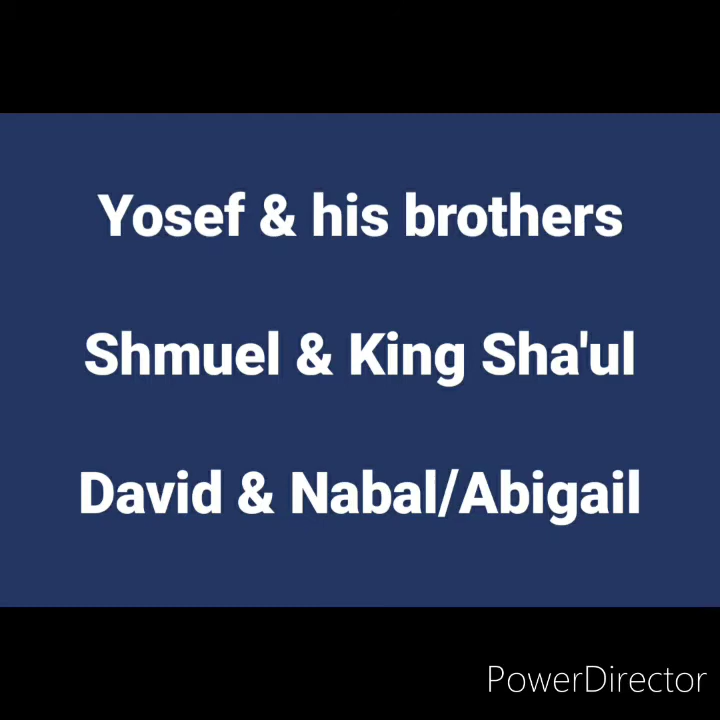 Yosef & his brothers
Shmuel & King Sha'ul
David & Nabal/Abigail
PowerDirector